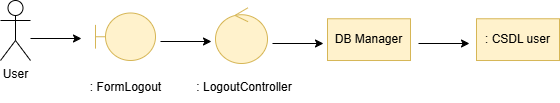 DB Manager
: CSDL user
User
: FormLogout
: LogoutController